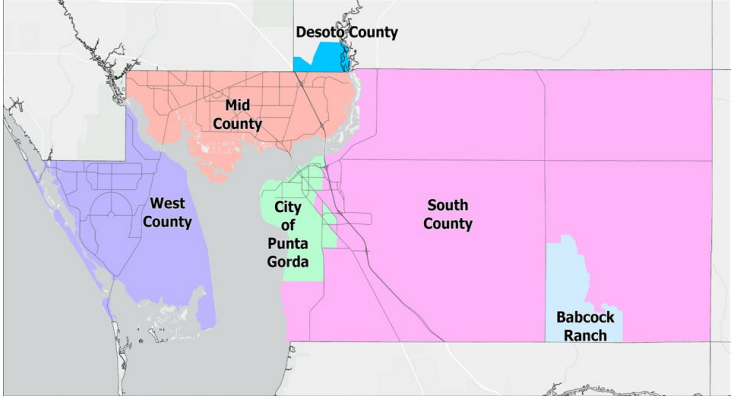 Desoto County
Mid
County
West
County
City
of
Punta
Gorda
South
County
Babcock
Ranch